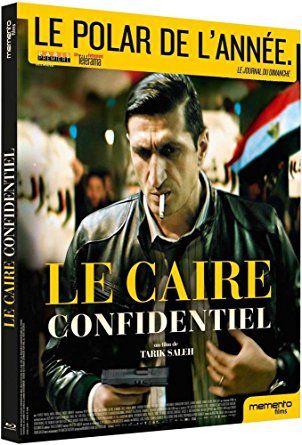 LE POLAR DE L'ANNÉE.
PREMIÈRE
Télérama
LE JOURNAL DU DIMANCHE
LE CAIRE
CONFIDENTIEL
un film de
TARIK SALEH
memento
films
memento
films
LE CAIRE CONFIDENTIEL